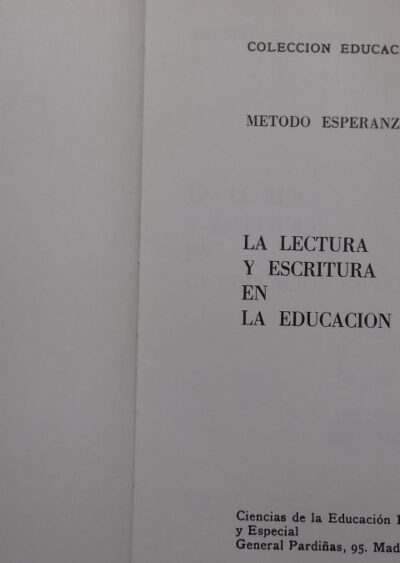 COLECCION EDUCAC
METODO ESPERANZ
LA LECTURA
Y ESCRITURA
EN
LA EDUCACION
Ciencias de la Educación
y Especial
General Pardiñas, 95. Mad